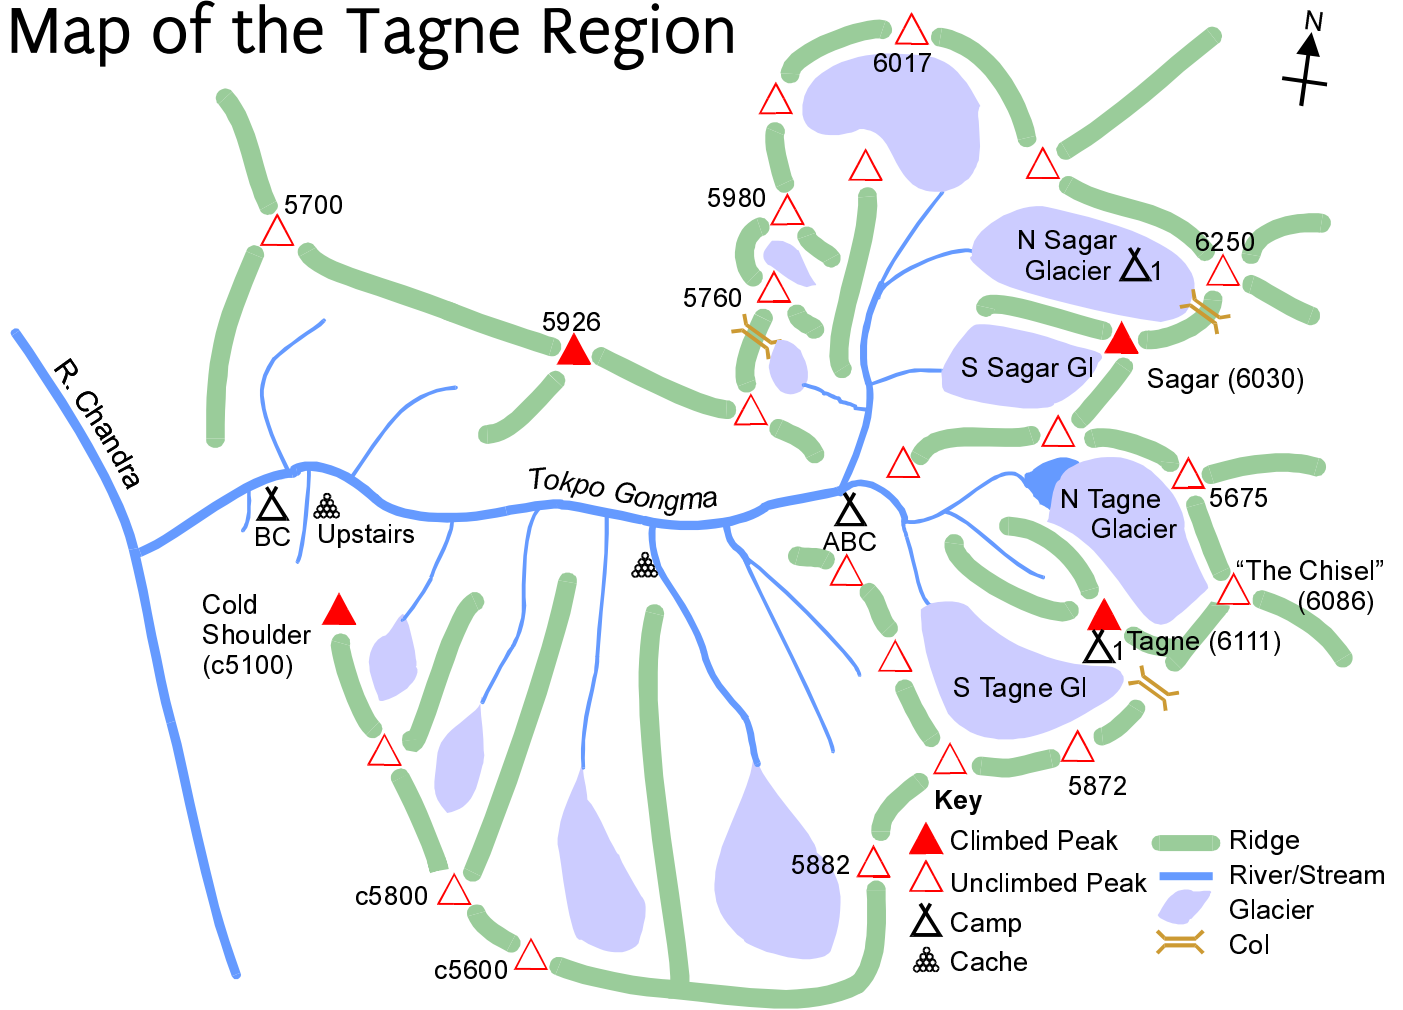 Map of the Tagne Region
N
6017
5700
5980
N Sagar
Glacier 1
6250
5760
5926
S Sagar Gl
Sagar (6030)
R. Chandra
Tokpo Gongma
N Tagne
Glacier
5675
BC
Upstairs
ABC
"The Chisel"
(6086)
Cold
Shoulder
(c5100)
1 Tagne (6111)
S Tagne Gl
5872
5882
c5800
c5600
Key
Climbed Peak
Unclimbed Peak
Camp
Cache
Ridge
River/Stream
Glacier
Col